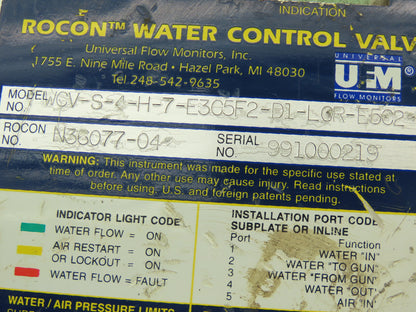 INDICATION
ROCON™ WATER CONTROL VALV
Universal Flow Monitors, Inc.
1755 E. Nine Mile Road • Hazel Park, MI 48030
Tel 248-542-9635
UNIVERSAL
UFM
FLOW MONITORS
MODEL NO. WCV-S-4-H-7-E3C5F2-D1-LCR-E5C2-
ROCON NO. N36077-04
SERIAL NO. 991000219
WARNING: This instrument was made for the specific use stated at
time of order. Any other use may cause damage. Read instructions
before using. U.S. and foreign patents pending.
INDICATOR LIGHT CODE
WATER FLOW = ON
AIR RESTART = ON
OR LOCKOUT = ON
WATER FLOW = FAULT
INSTALLATION PORT CODE
SUBPLATE OR INLINE
Port Function
1 WATER "IN"
2 WATER "TO GUN"
3 WATER "FROM GUN"
4 WATER "OUT"
5 AIR "IN"
WATER / AIR PRESSURE LIMITS